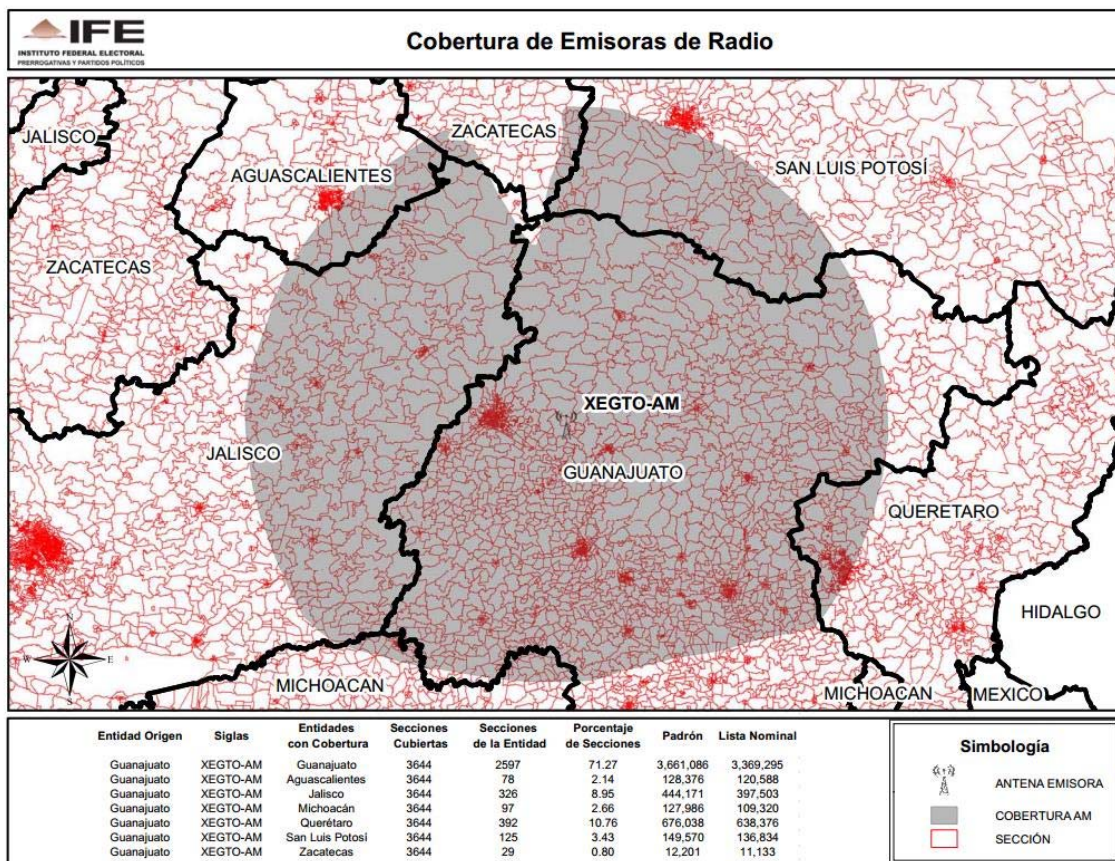 IFE
INSTITUTO FEDERAL ELECTORAL
PRERROGATIVAS Y PARTIDOS POLÍTICOS
Cobertura de Emisoras de Radio
JALISCO
ZACATECAS
AGUASCALIENTES
SAN LUIS POTOSÍ
ZACATECAS
XEGTO-AM
JALISCO
GUANAJUATO
QUERETARO
HIDALGO
MICHOACAN
MICHOACAN
MEXICO
N
W
E
S
Entidad Origen Siglas Entidades con Cobertura Secciones Cubiertas Secciones de la Entidad Porcentaje de Secciones Padrón Lista Nominal
Guanajuato XEGTO-AM Guanajuato 3644 2597 71.27 3,661,086 3,369,295
Guanajuato XEGTO-AM Aguascalientes 3644 78 2.14 128,376 120,588
Guanajuato XEGTO-AM Jalisco 3644 326 8.95 444,171 397,503
Guanajuato XEGTO-AM Michoacán 3644 97 2.66 127,986 109,320
Guanajuato XEGTO-AM Querétaro 3644 392 10.76 676,038 638,376
Guanajuato XEGTO-AM San Luis Potosí 3644 125 3.43 149,570 136,834
Guanajuato XEGTO-AM Zacatecas 3644 29 0.80 12,201 11,133
Simbología
ANTENA EMISORA
COBERTURA AM
SECCIÓN